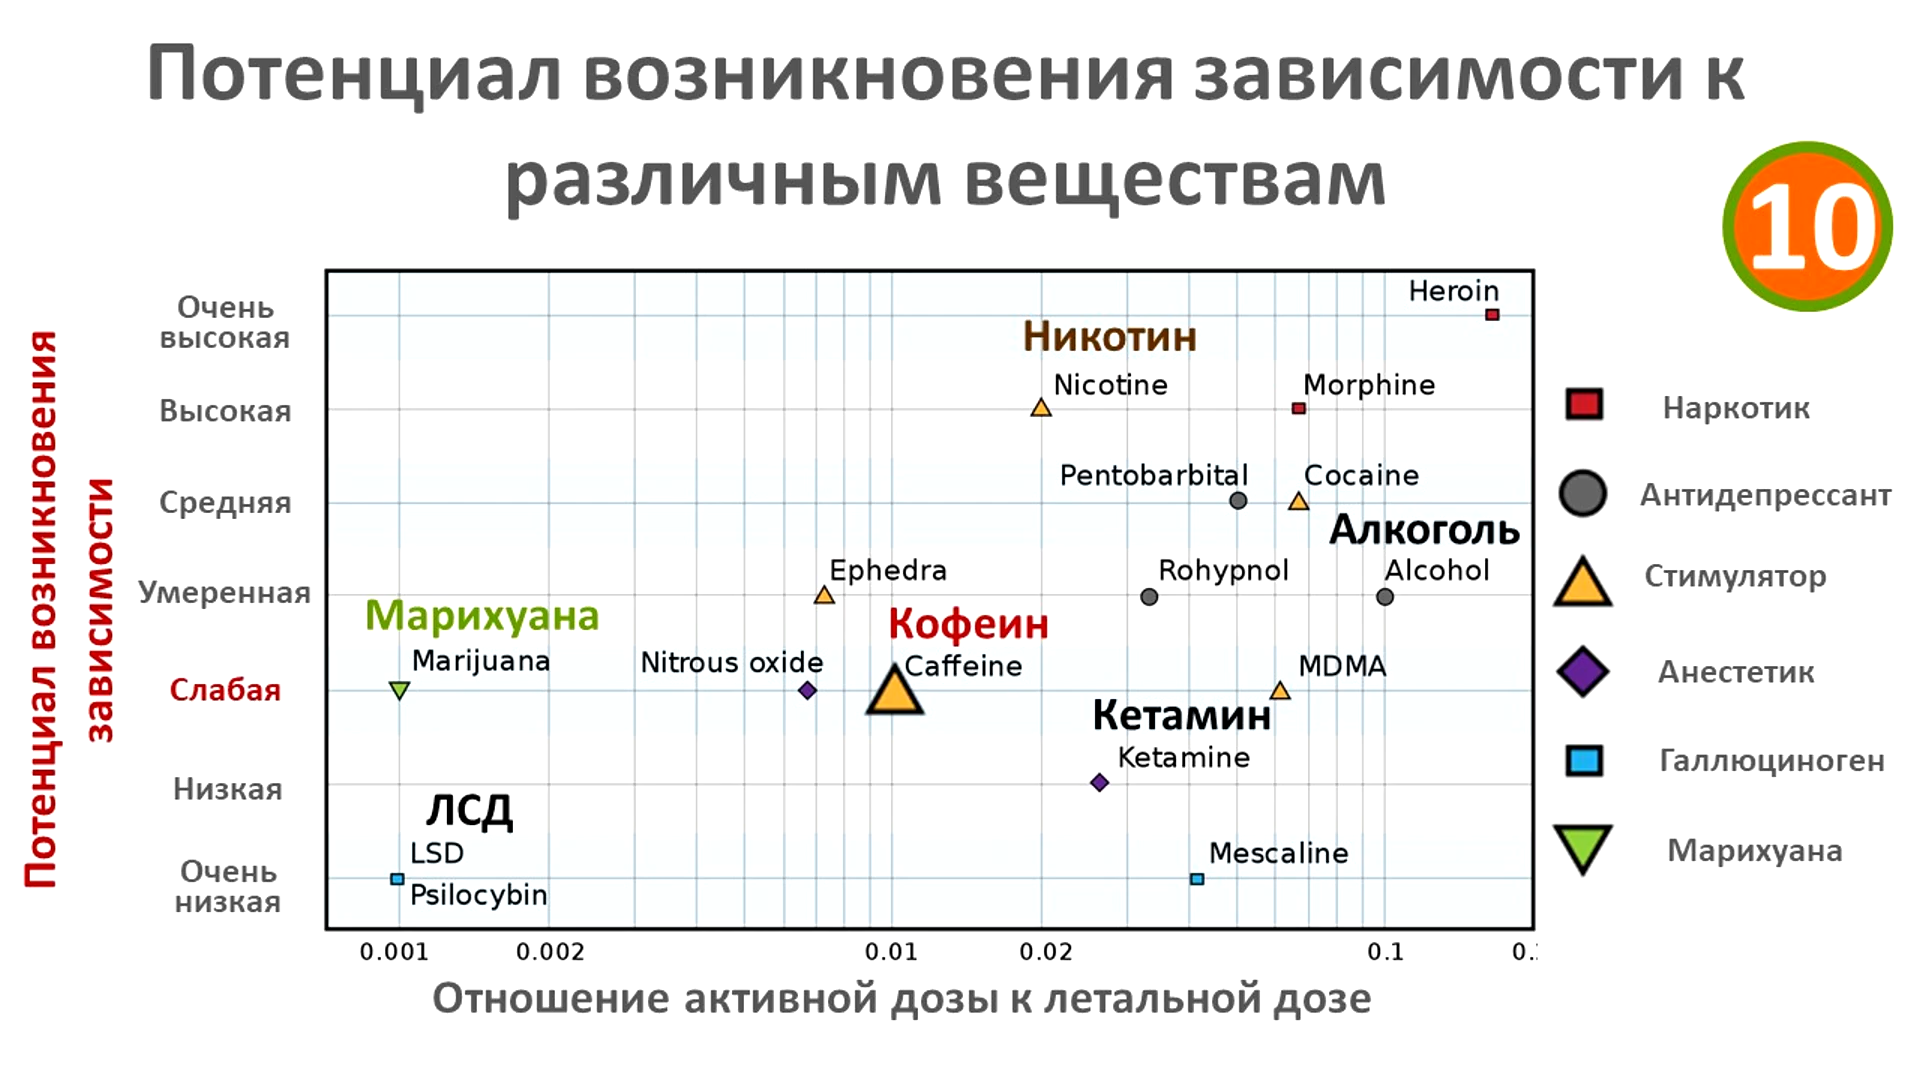 Потенциал возникновения зависимости к
различным веществам
10
Потенциал возникновения
зависимости
Очень
высокая
Высокая
Средняя
Умеренная
Слабая
Низкая
Очень
низкая
Heroin
Никотин
Nicotine
Morphine
Pentobarbital
Cocaine
Алкоголь
Ephedra
Rohypnol
Alcohol
Марихуана
Кофеин
Marijuana
Nitrous oxide
Caffeine
MDMA
Кетамин
Ketamine
ЛСД
LSD
Mescaline
Psilocybin
0.001
0.002
0.01
0.02
0.1
Отношение активной дозы к летальной дозе
Наркотик
Антидепрессант
Стимулятор
Анестетик
Галлюциноген
Марихуана